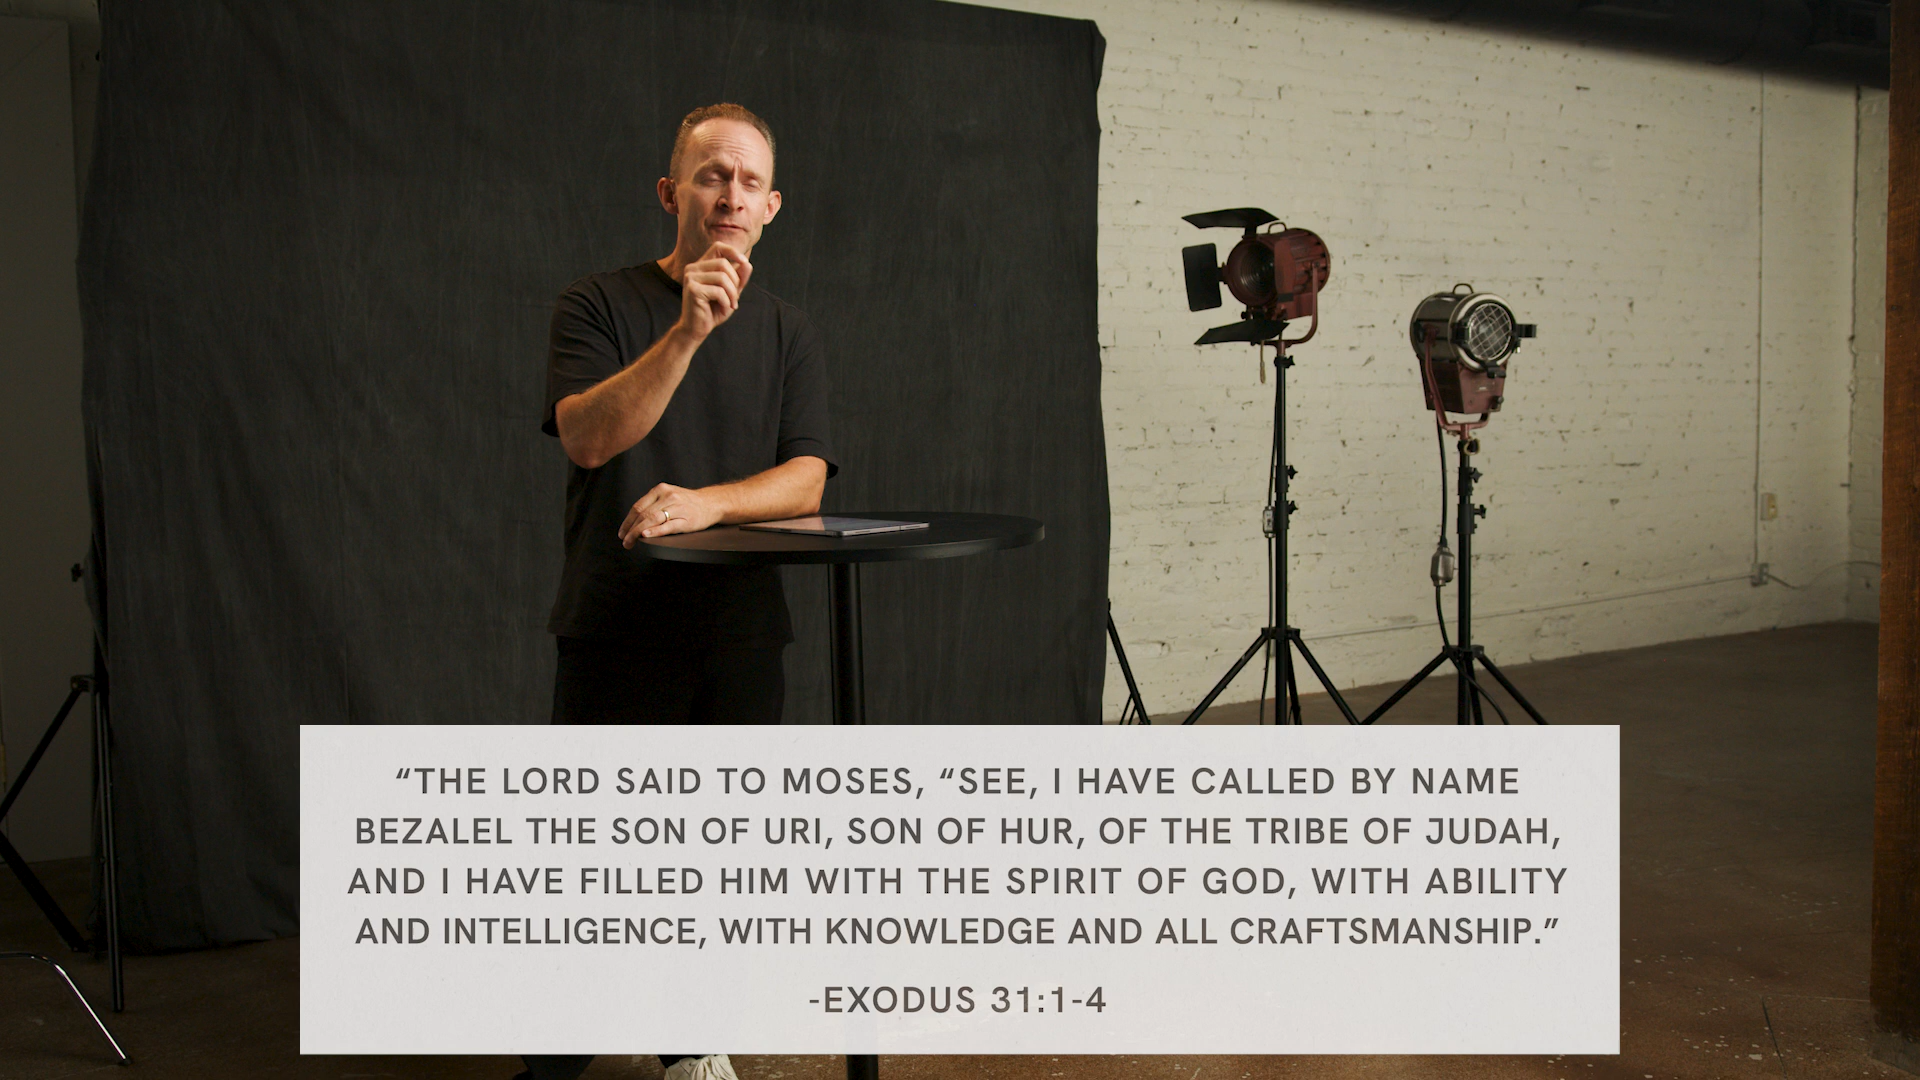 “THE LORD SAID TO MOSES, “SEE, I HAVE CALLED BY NAME
BEZALEL THE SON OF URI, SON OF HUR, OF THE TRIBE OF JUDAH,
AND I HAVE FILLED HIM WITH THE SPIRIT OF GOD, WITH ABILITY
AND INTELLIGENCE, WITH KNOWLEDGE AND ALL CRAFTSMANSHIP.”
-EXODUS 31:1-4